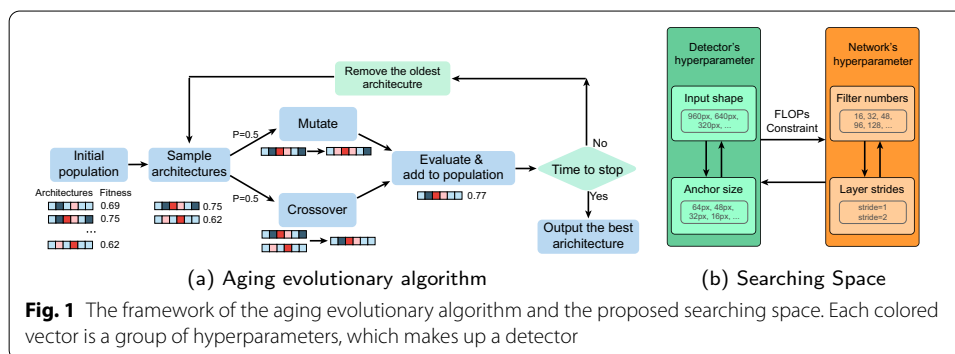 Remove the oldest
architecutre
P=0.5
Mutate
Initial
population
Sample
architectures
Evaluate &
add to population
No
Time to stop
Yes
Architectures Fitness
0.69
0.75
...
0.62
0.75
0.62
P=0.5
Crossover
0.77
Output the best
arichitecture
(a) Aging evolutionary algorithm
Detector's
hyperparameter
Input shape
960px, 640px,
320px, ...
Anchor size
64px, 48px,
32px, 16px, ...
FLOPs
Constraint
Network's
hyperparameter
Filter numbers
16, 32, 48,
96, 128, ...
Layer strides
stride=1
stride=2
(b) Searching Space
Fig. 1 The framework of the aging evolutionary algorithm and the proposed searching space. Each colored
vector is a group of hyperparameters, which makes up a detector